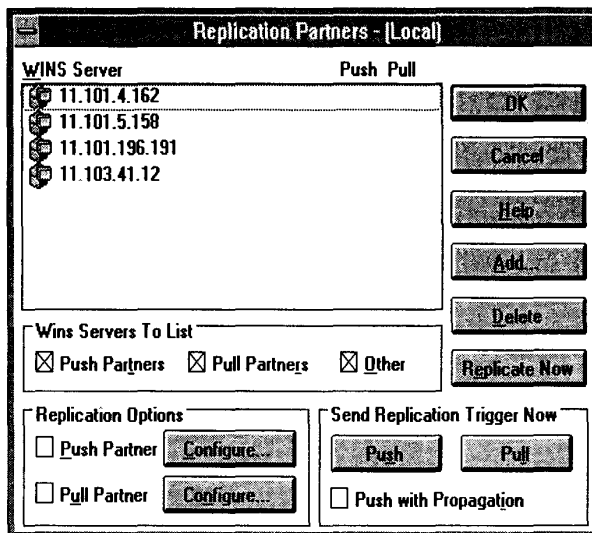 Replication Partners - (Local)
WINS Server Push Pull
11.101.4.162
11.101.5.158
11.101.196.191
11.103.41.12
OK
Cancel
Help
Add...
Delete
Replicate Now
Wins Servers To List
Push Partners Pull Partners Other
Replication Options
Push Partner Configure...
Pull Partner Configure...
Send Replication Trigger Now
Push Pull
Push with Propagation